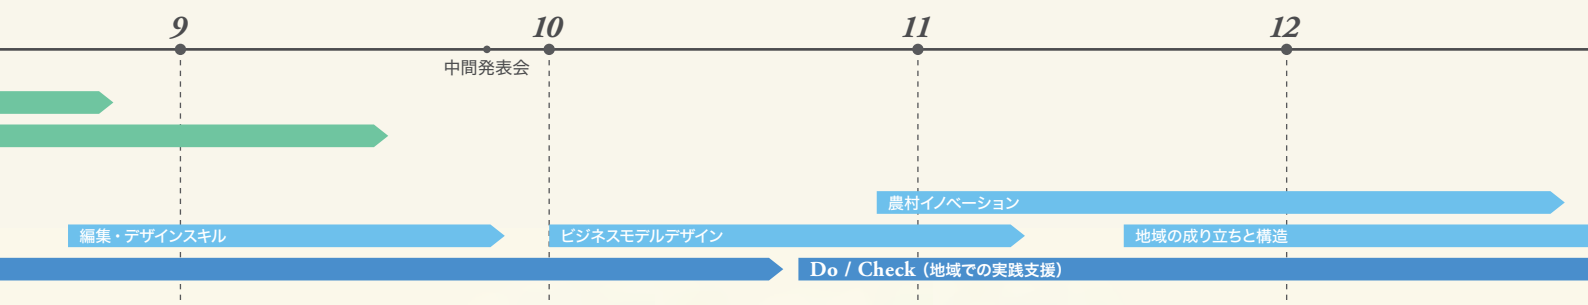 9
10
11
12
中間発表会
農村イノベーション
編集・デザインスキル
ビジネスモデルデザイン
地域の成り立ちと構造
Do / Check（地域での実践支援）